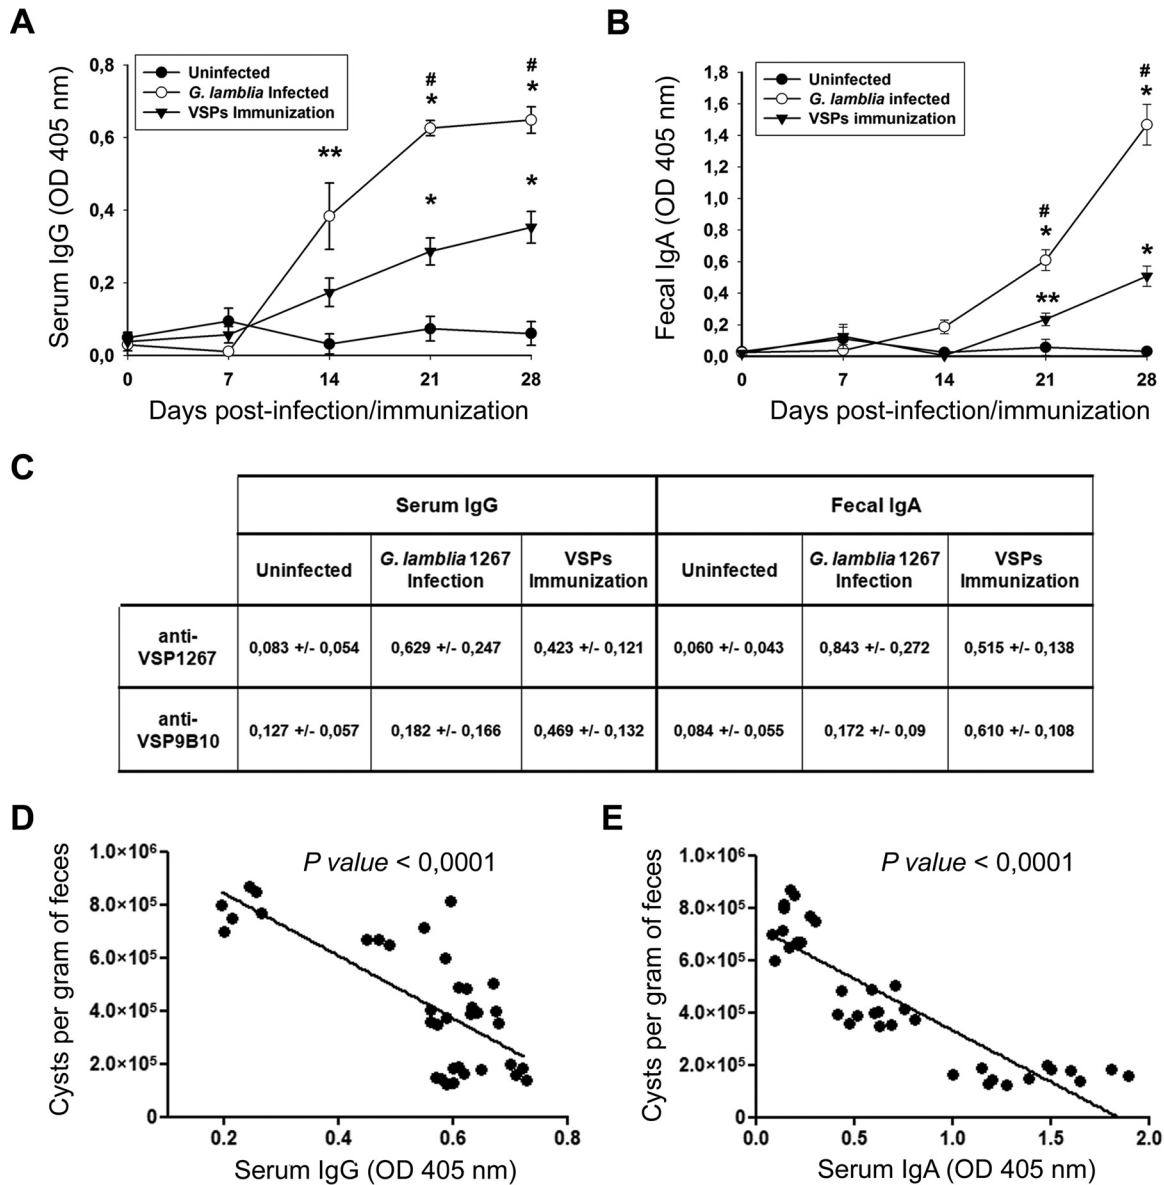 A
Serum IgG (OD 405 nm)
0,8
0,6
0,4
0,2
0,0
Uninfected
G. lamblia Infected
VSPs Immunization
**
#
*
#
*
*
*
0
7
14
21
28
Days post-infection/immunization
B
Fecal IgA (OD 405 nm)
1,8
1,6
1,4
1,2
1,0
0,8
0,6
0,4
0,2
0,0
Uninfected
G. lamblia infected
VSPs immunization
#
*
#
*
**
*
0
7
14
21
28
Days post-infection/immunization
C
Serum IgG
Fecal IgA
Uninfected
G. lamblia 1267
Infection
VSPs
Immunization
Uninfected
G. lamblia 1267
Infection
VSPs
Immunization
anti-
VSP1267
0,083 +/- 0,054
0,629 +/- 0,247
0,423 +/- 0,121
0,060 +/- 0,043
0,843 +/- 0,272
0,515 +/- 0,138
anti-
VSP9B10
0,127 +/- 0,057
0,182 +/- 0,166
0,469 +/- 0,132
0,084 +/- 0,055
0,172 +/- 0,09
0,610 +/- 0,108
D
Cysts per gram of feces
1.0×10⁶
8.0×10⁵
6.0×10⁵
4.0×10⁵
2.0×10⁵
0
P value < 0,0001
0.2
0.4
0.6
0.8
Serum IgG (OD 405 nm)
E
Cysts per gram of feces
1.0×10⁶
8.0×10⁵
6.0×10⁵
4.0×10⁵
2.0×10⁵
0
P value < 0,0001
0.0
0.5
1.0
1.5
2.0
Serum IgA (OD 405 nm)